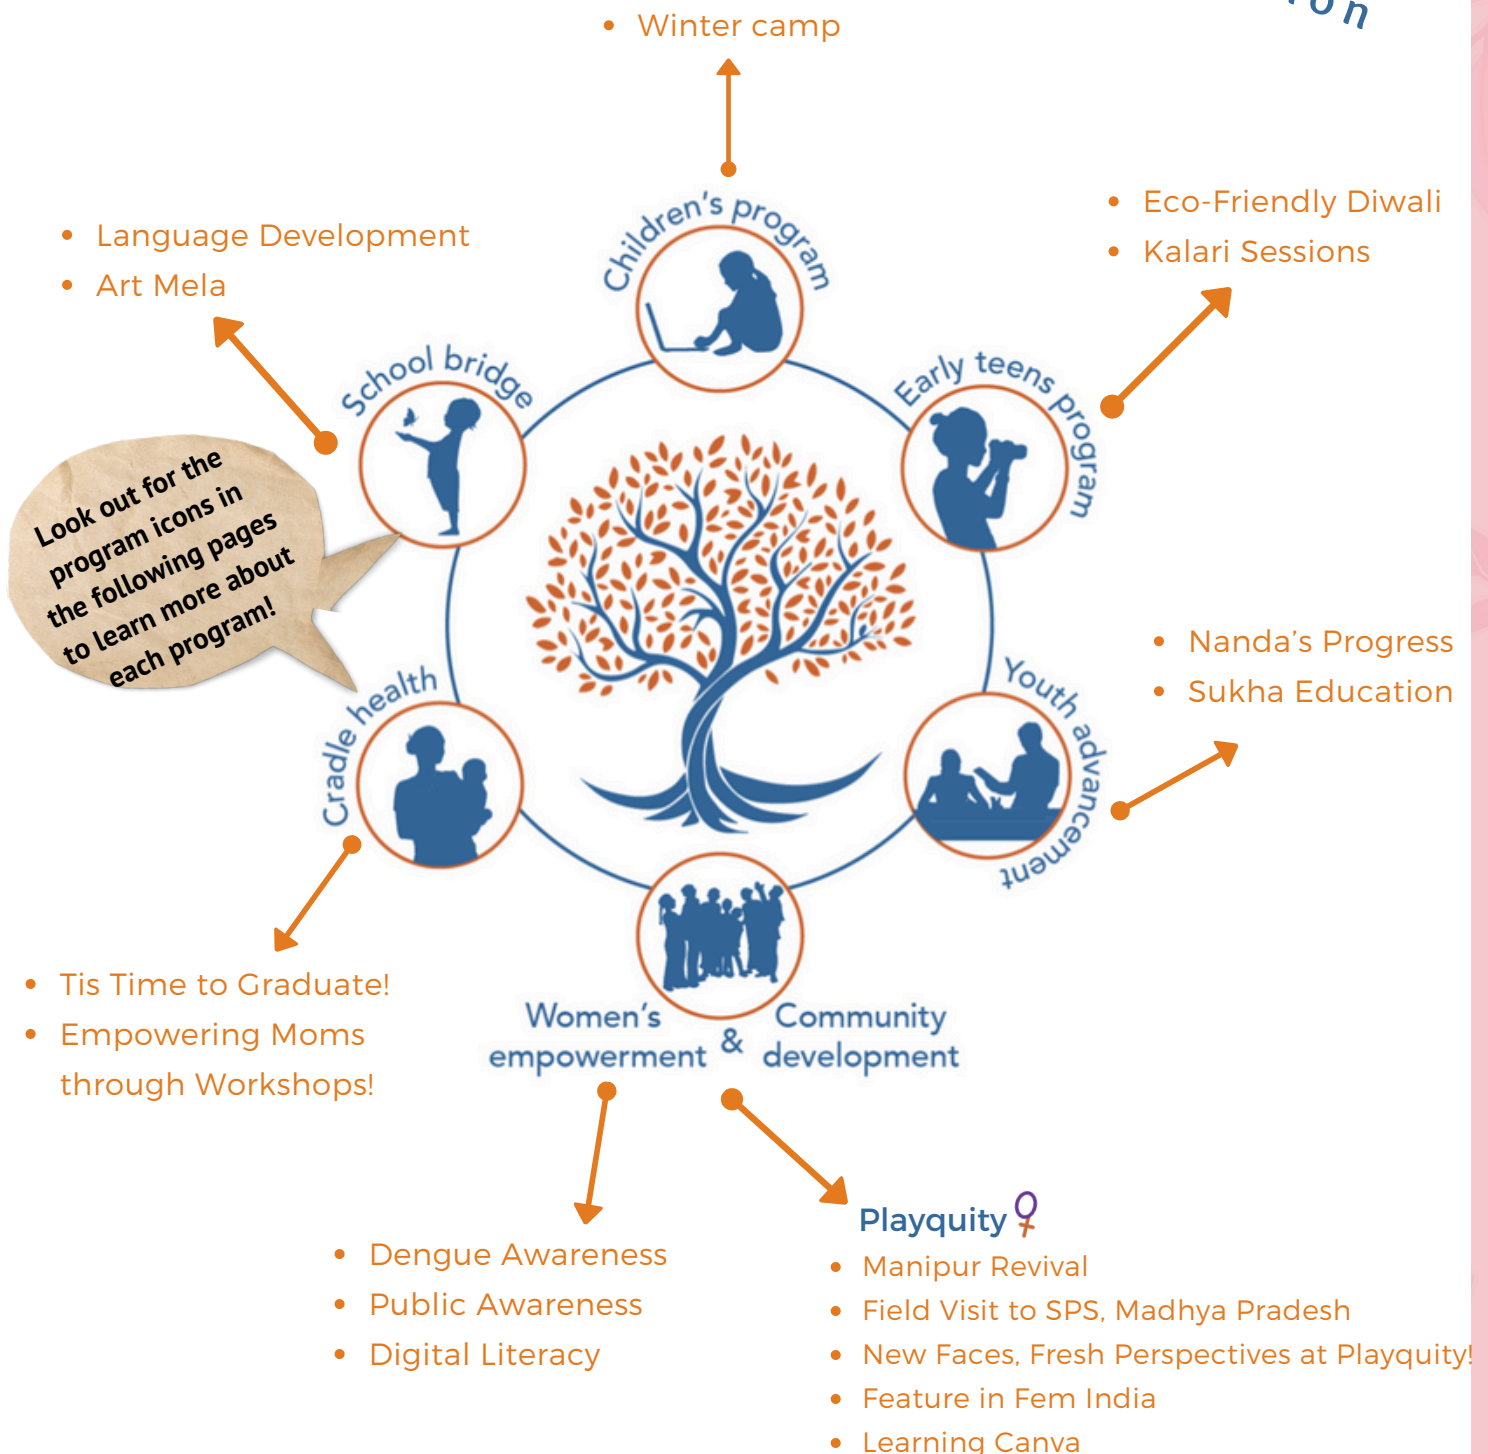 • Winter camp
Children's program
• Eco-Friendly Diwali
• Kalari Sessions
• Language Development
• Art Mela
School bridge
Early teens program
Look out for the
program icons in
the following pages
to learn more about
each program!
• Nanda's Progress
• Sukha Education
Cradle health
Youth advancement
• Tis Time to Graduate!
• Empowering Moms
through Workshops!
Women's
empowerment
&
Community
development
• Dengue Awareness
• Public Awareness
• Digital Literacy
Playquity
• Manipur Revival
• Field Visit to SPS, Madhya Pradesh
• New Faces, Fresh Perspectives at Playquity!
• Feature in Fem India
• Learning Canva